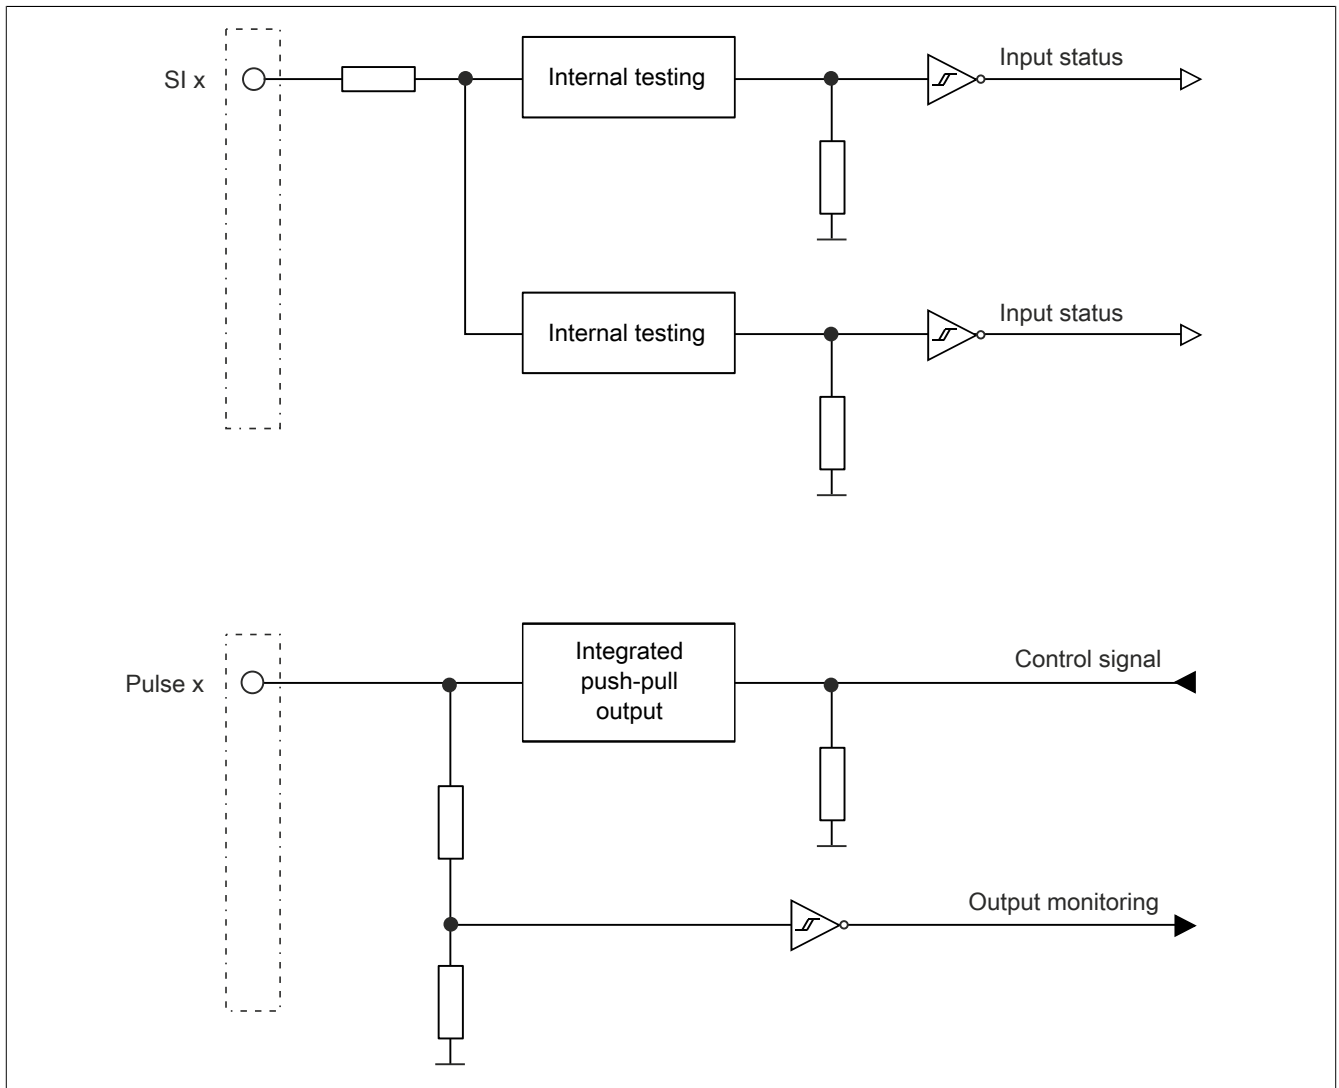 Input status
SI x
Internal testing
Input status
Internal testing
Integrated
push-pull
output
Control signal
Pulse x
Output monitoring